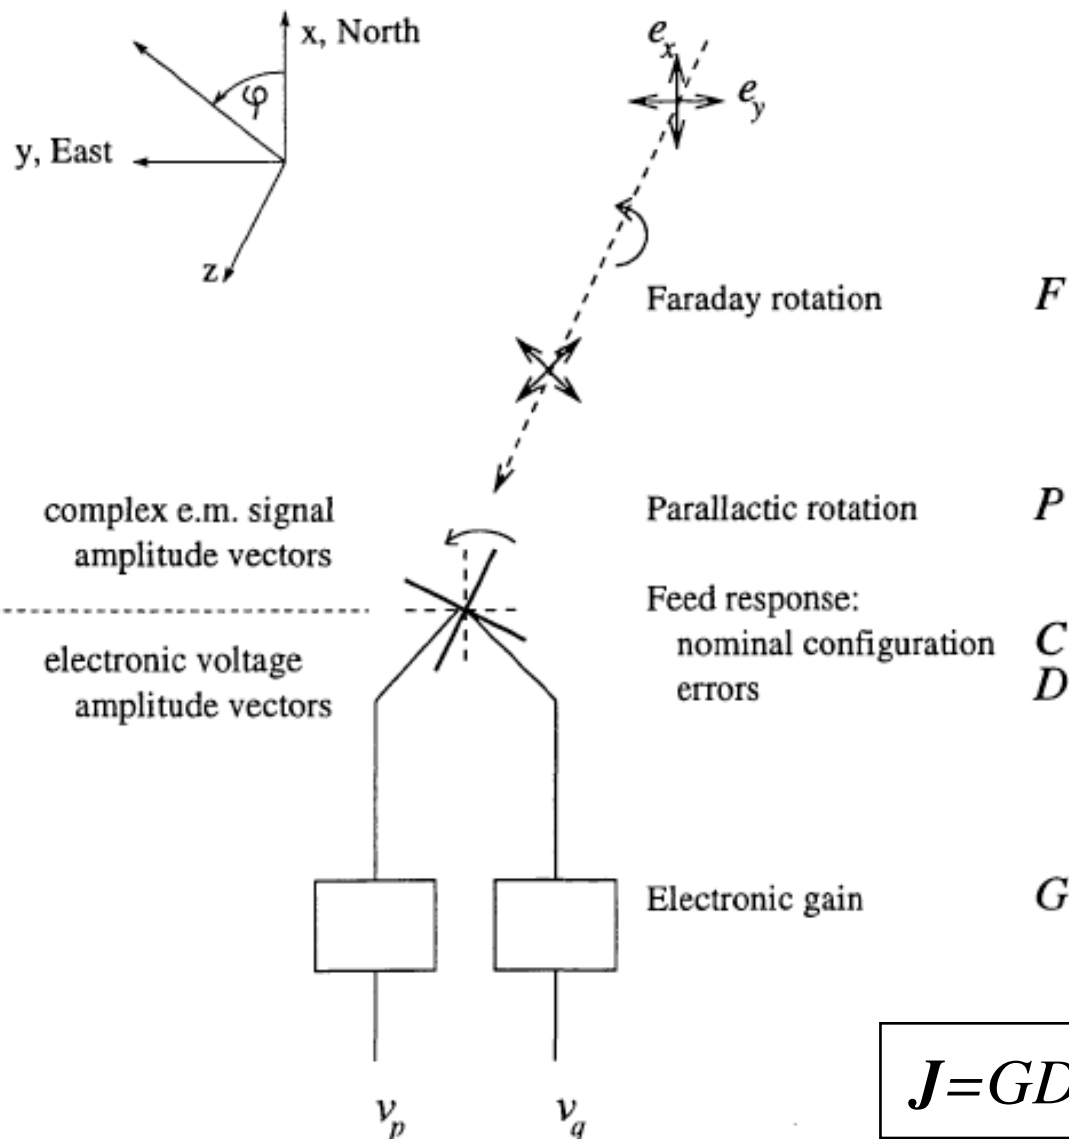 x, North
φ
y, East
z
e_x
e_y
Faraday rotation F
complex e.m. signal
amplitude vectors
Parallactic rotation P
Feed response:
nominal configuration C
errors D
electronic voltage
amplitude vectors
Electronic gain G
J=GD
v_p
v_q